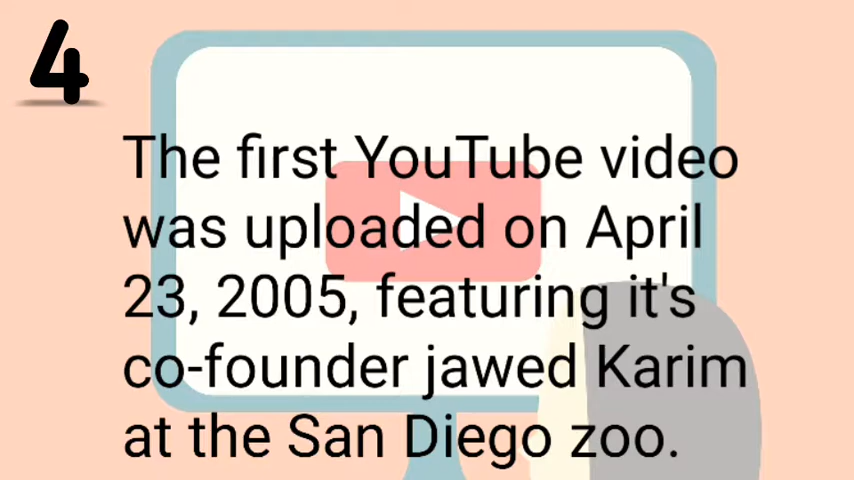 4
The first YouTube video
was uploaded on April
23, 2005, featuring it's
co-founder jawed Karim
at the San Diego zoo.